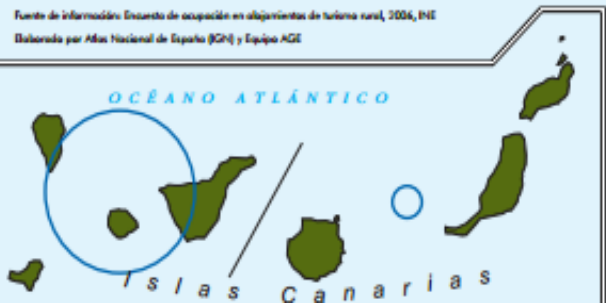 Fuente de información: Encuesta de ocupación en alojamientos de turismo rural, 2006, INE
Elaborado por Atlas Nacional de España (IGN) y Equipo AGE
OCÉANO ATLÁNTICO
Islas Canarias